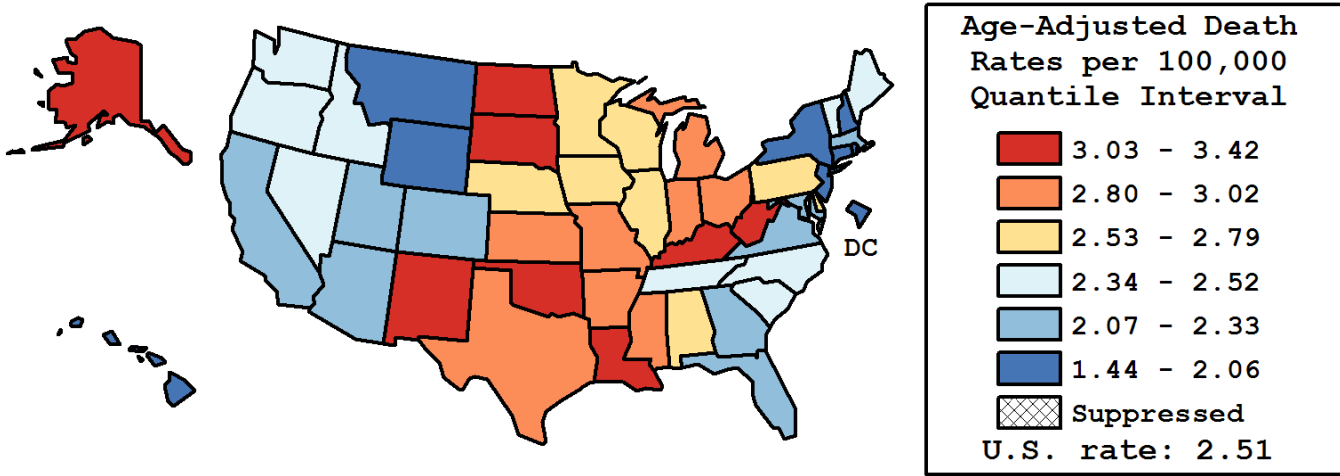 DC
Age-Adjusted Death
Rates per 100,000
Quantile Interval
3.03 - 3.42
2.80 - 3.02
2.53 - 2.79
2.34 - 2.52
2.07 - 2.33
1.44 - 2.06
Suppressed
U.S. rate: 2.51